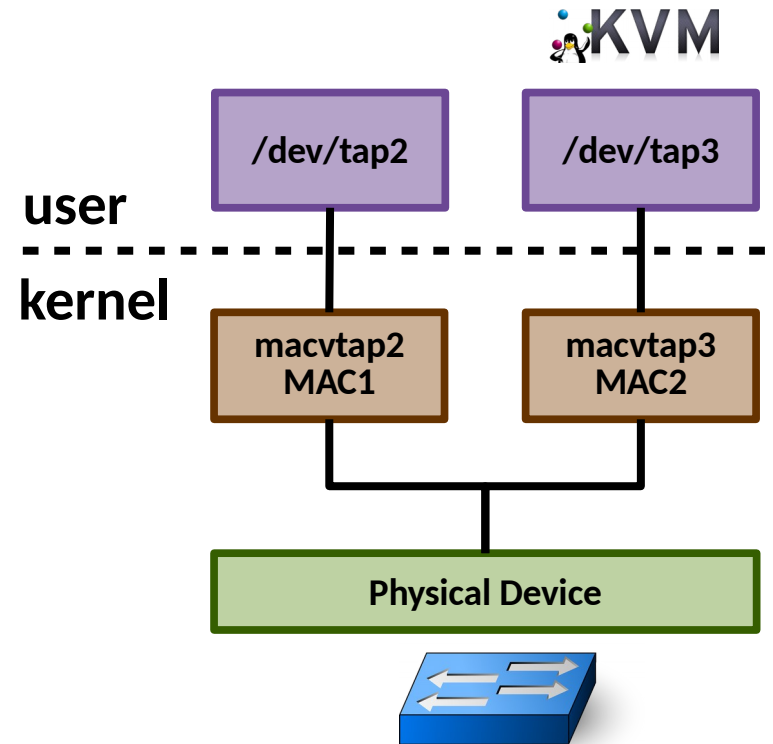 KVM
/dev/tap2
/dev/tap3
user
kernel
macvtap2
MAC1
macvtap3
MAC2
Physical Device